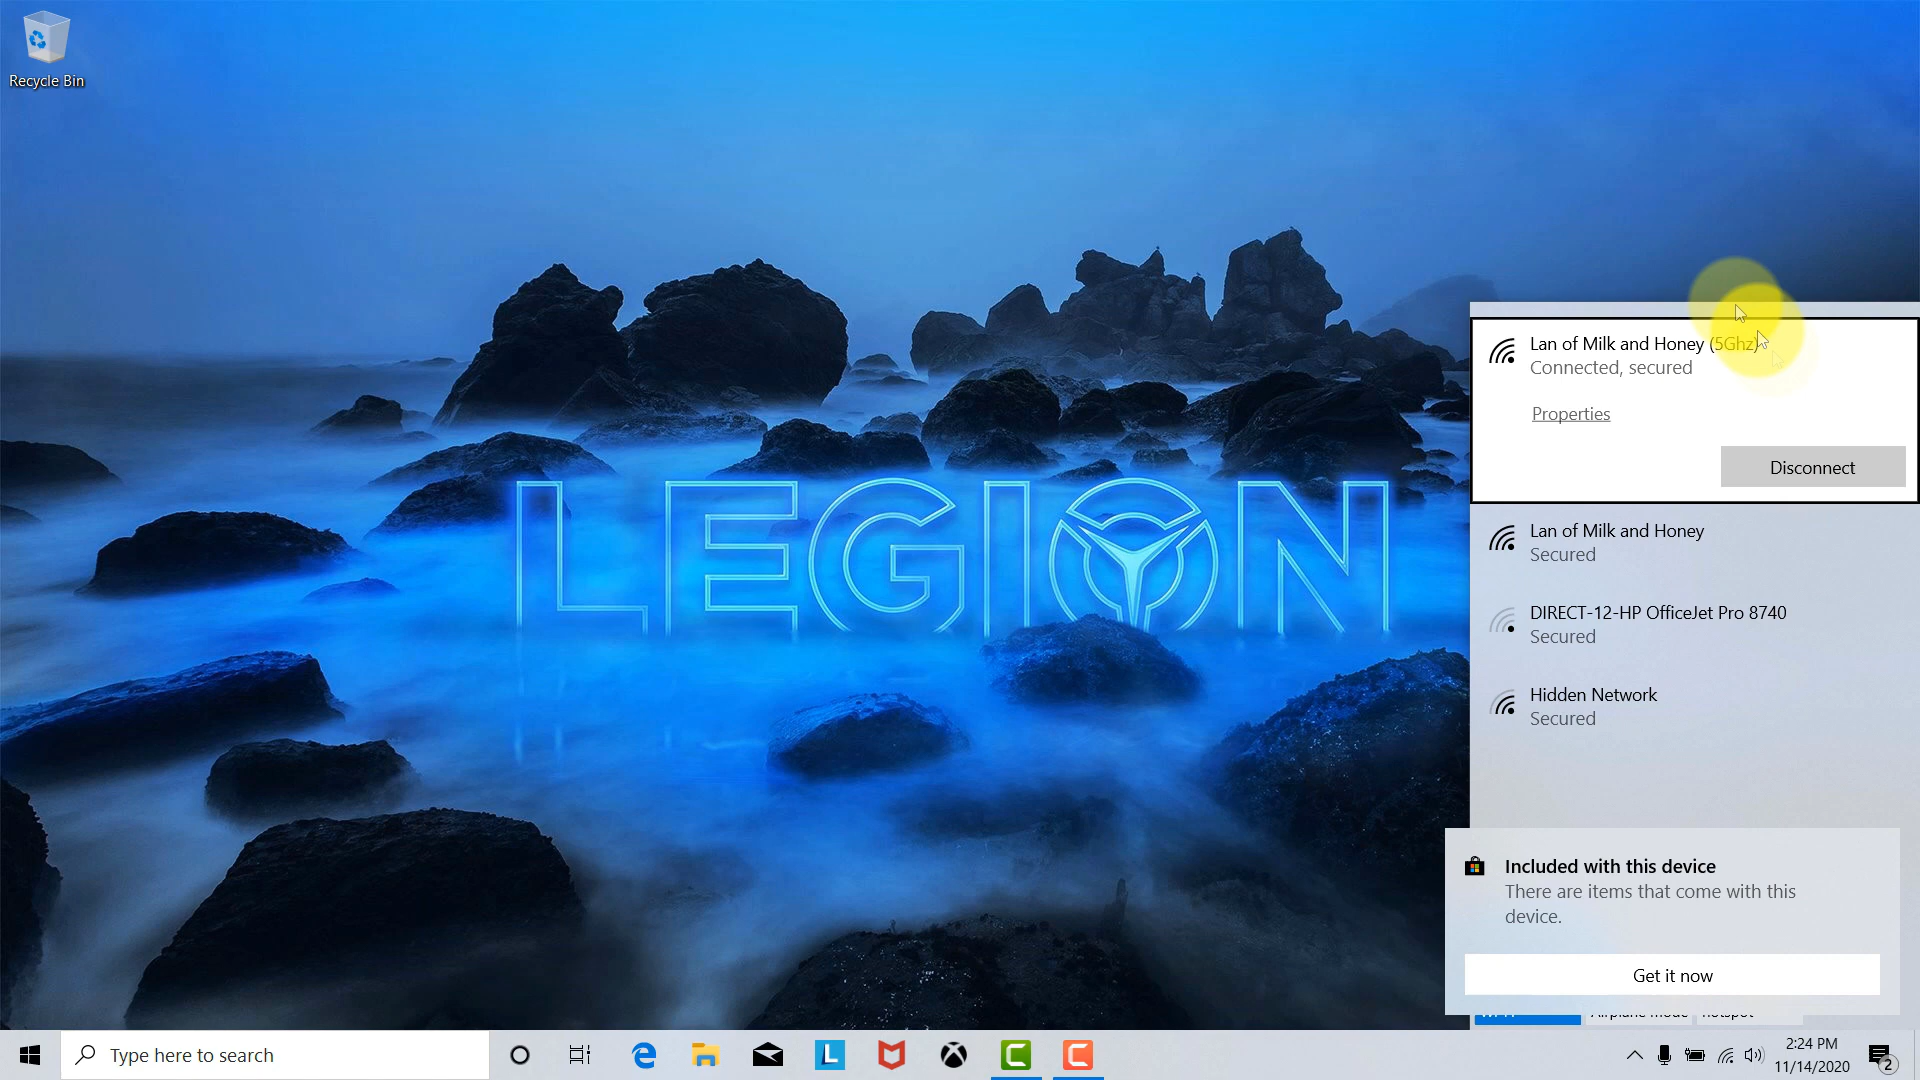 Recycle Bin
LEGION
Lan of Milk and Honey (5Ghz)
Connected, secured
Properties
Disconnect
Lan of Milk and Honey
Secured
DIRECT-12-HP OfficeJet Pro 8740
Secured
Hidden Network
Secured
Included with this device
There are items that come with this
device.
Get it now
Airplane mode
hotspot
Type here to search
2:24 PM
11/14/2020
2